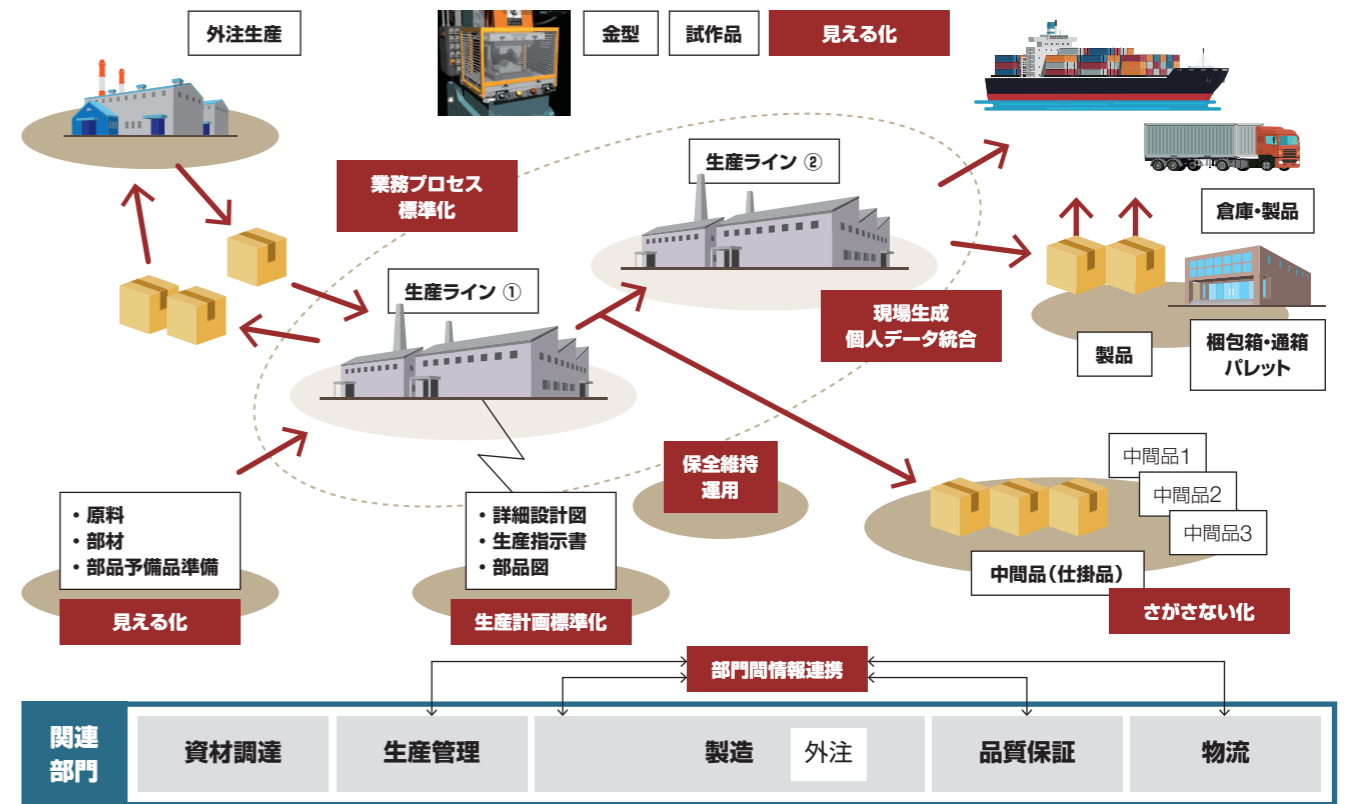 外注生産
金型
試作品
見える化
業務プロセス
標準化
生産ライン ②
倉庫・製品
生産ライン ①
現場生成
個人データ統合
製品
梱包箱・通箱
パレット
保全維持
運用
中間品1
中間品2
中間品3
・原料
・部材
・部品予備品準備
見える化
・詳細設計図
・生産指示書
・部品図
生産計画標準化
中間品(仕掛品)
さがさない化
部門間情報連携
関連
部門
資材調達
生産管理
製造
外注
品質保証
物流